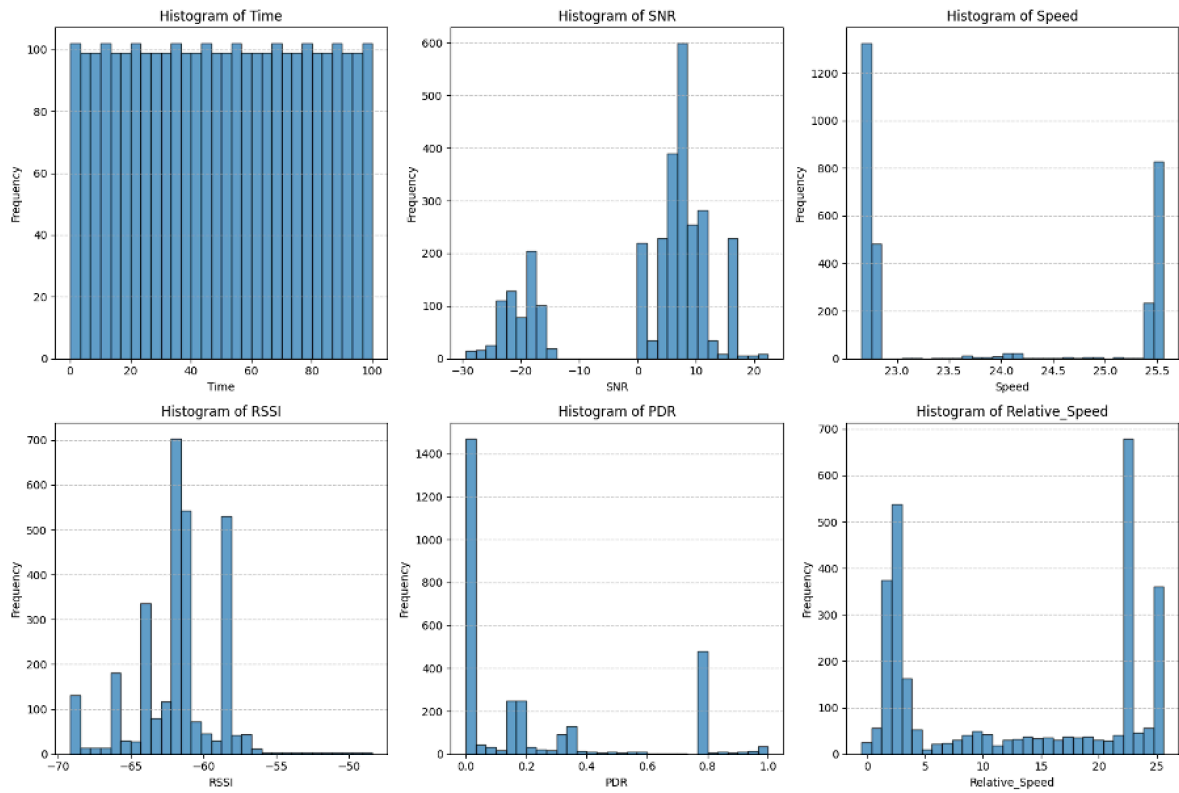 Histogram of Time
Frequency
100
80
60
40
20
0
0 20 40 60 80 100
Time
Histogram of SNR
Frequency
600
500
400
300
200
100
0
−30 −20 −10 0 10 20
SNR
Histogram of Speed
Frequency
1200
1000
800
600
400
200
0
23.0 23.5 24.0 24.5 25.0 25.5
Speed
Histogram of RSSI
Frequency
700
600
500
400
300
200
100
0
−70 −65 −60 −55 −50
RSSI
Histogram of PDR
Frequency
1400
1200
1000
800
600
400
200
0
0.0 0.2 0.4 0.6 0.8 1.0
PDR
Histogram of Relative_Speed
Frequency
700
600
500
400
300
200
100
0
0 5 10 15 20 25
Relative_Speed